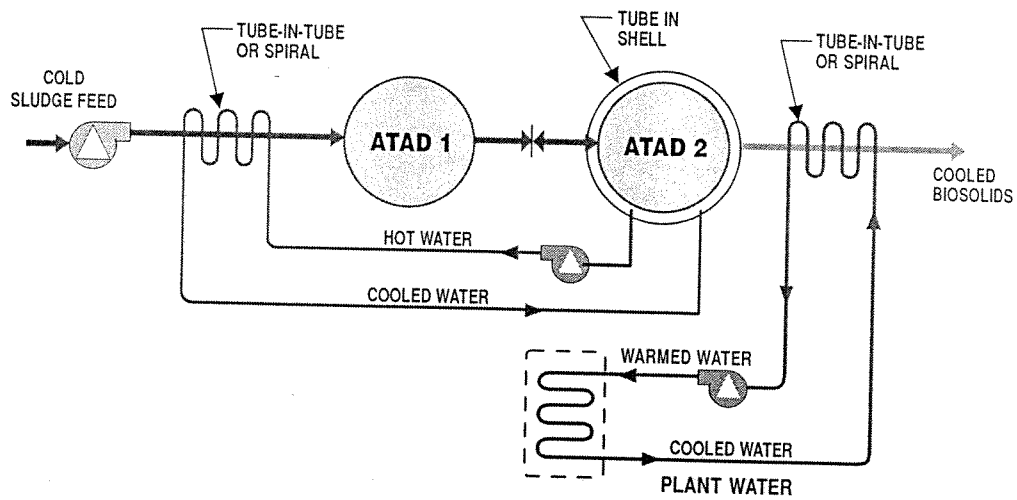 TUBE-IN-TUBE
OR SPIRAL
TUBE IN
SHELL
TUBE-IN-TUBE
OR SPIRAL
COLD
SLUDGE FEED
ATAD 1
ATAD 2
COOLED
BIOSOLIDS
HOT WATER
COOLED WATER
WARMED WATER
COOLED WATER
PLANT WATER